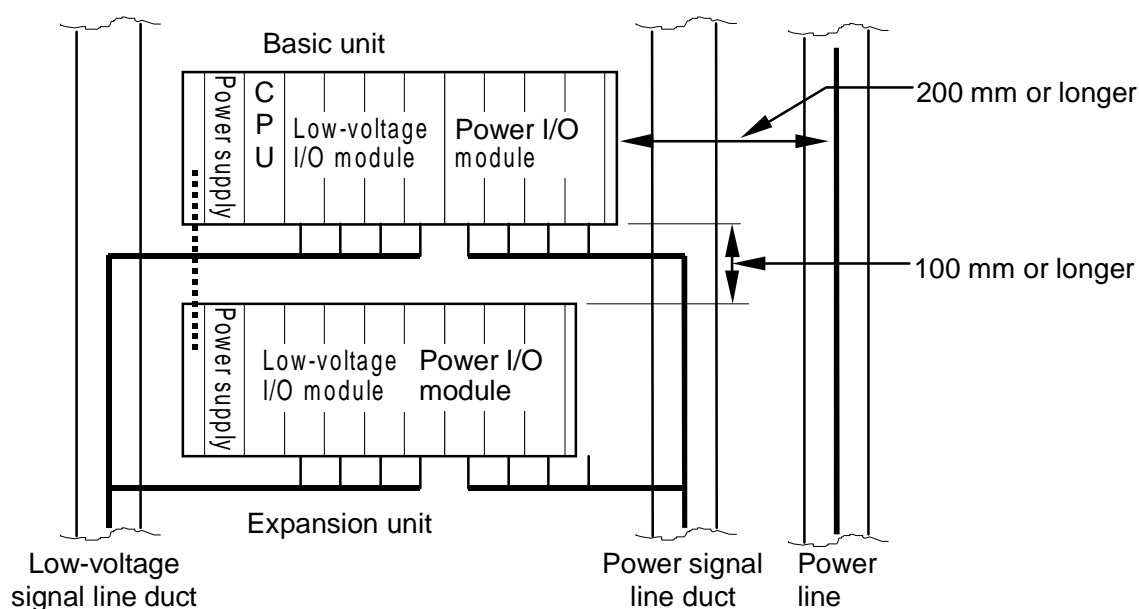 Basic unit
Power supply
C
P
U
Low-voltage
I/O module
Power I/O
module
200 mm or longer
100 mm or longer
Power supply
Low-voltage
I/O module
Power I/O
module
Expansion unit
Low-voltage
signal line duct
Power signal
line duct
Power
line